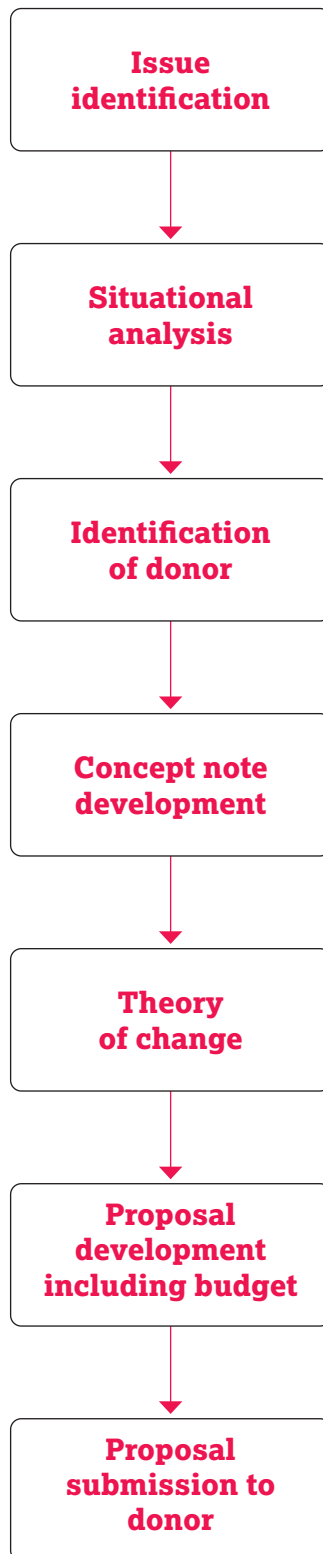 Issue
identification
Situational
analysis
Identification
of donor
Concept note
development
Theory
of change
Proposal
development
including budget
Proposal
submission to
donor